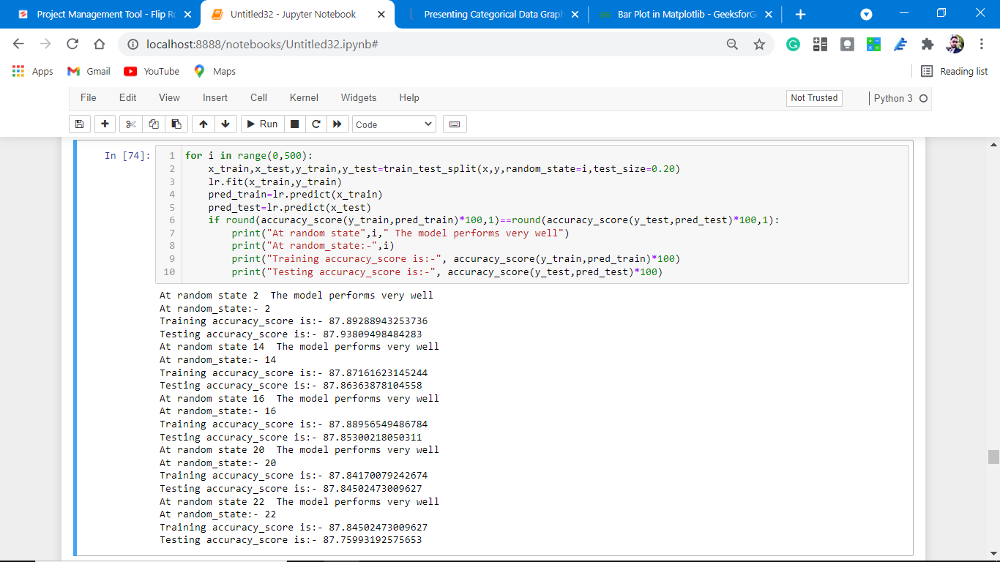 Project Management Tool - Flip Ro
Untitled32 - Jupyter Notebook
Presenting Categorical Data Graph
Bar Plot in Matplotlib - GeeksforG
localhost:8888/notebooks/Untitled32.ipynb#
Apps
Gmail
YouTube
Maps
Reading list
File Edit View Insert Cell Kernel Widgets Help
Not Trusted
Python 3
Run
Code
In [74]:
1 for i in range(0,500):
2 x_train,x_test,y_train,y_test=train_test_split(x,y,random_state=i,test_size=0.20)
3 lr.fit(x_train,y_train)
4 pred_train=lr.predict(x_train)
5 pred_test=lr.predict(x_test)
6 if round(accuracy_score(y_train,pred_train)*100,1)==round(accuracy_score(y_test,pred_test)*100,1):
7 print("At random state",i," The model performs very well")
8 print("At random_state:-",i)
9 print("Training accuracy_score is:-", accuracy_score(y_train,pred_train)*100)
10 print("Testing accuracy_score is:-", accuracy_score(y_test,pred_test)*100)
At random state 2  The model performs very well
At random_state:- 2
Training accuracy_score is:- 87.89288943253736
Testing accuracy_score is:- 87.93809498484283
At random state 14  The model performs very well
At random_state:- 14
Training accuracy_score is:- 87.87161623145244
Testing accuracy_score is:- 87.86363878104558
At random state 16  The model performs very well
At random_state:- 16
Training accuracy_score is:- 87.88956549486784
Testing accuracy_score is:- 87.85300218050311
At random state 20  The model performs very well
At random_state:- 20
Training accuracy_score is:- 87.84170079242674
Testing accuracy_score is:- 87.84502473009627
At random state 22  The model performs very well
At random_state:- 22
Training accuracy_score is:- 87.84502473009627
Testing accuracy_score is:- 87.75993192575653